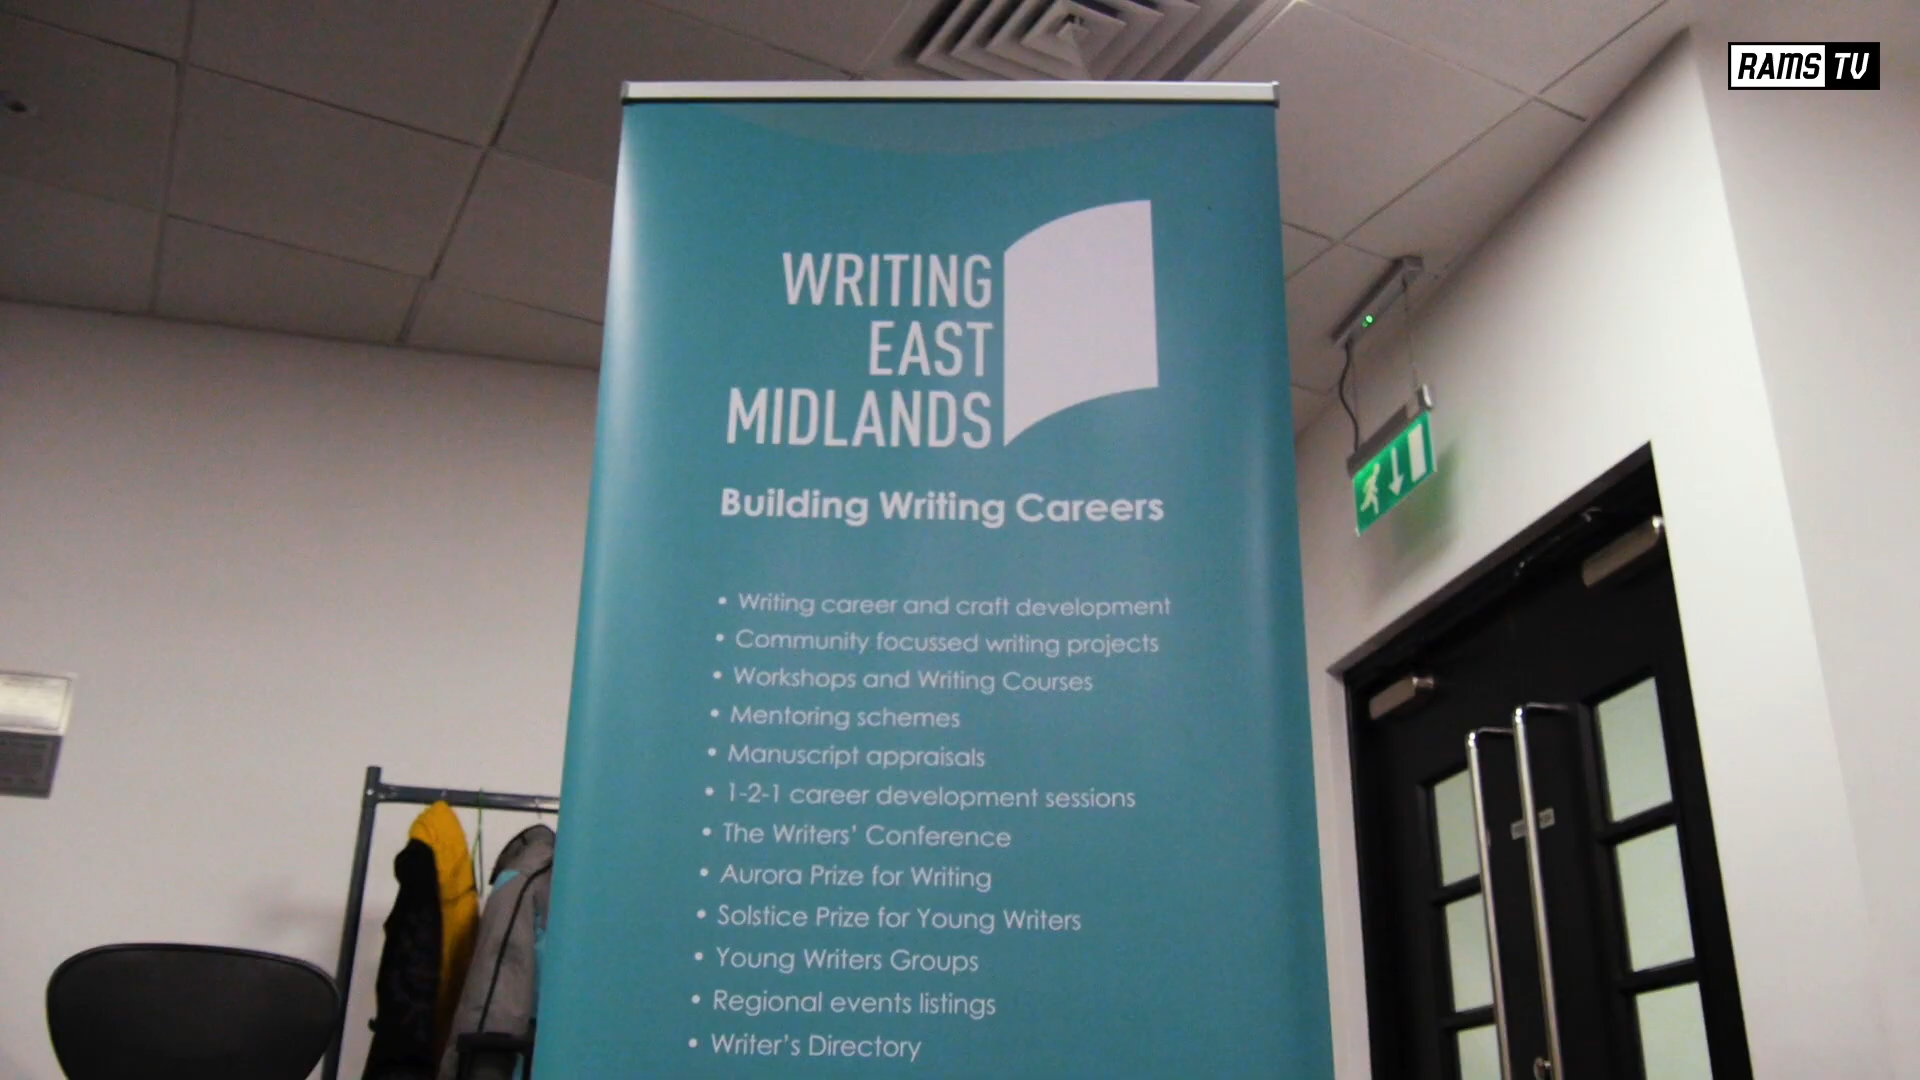 RAMS TV
WRITING
EAST
MIDLANDS
Building Writing Careers
• Writing career and craft development
• Community focussed writing projects
• Workshops and Writing Courses
• Mentoring schemes
• Manuscript appraisals
• 1-2-1 career development sessions
• The Writers’ Conference
• Aurora Prize for Writing
• Solstice Prize for Young Writers
• Young Writers Groups
• Regional events listings
• Writer’s Directory